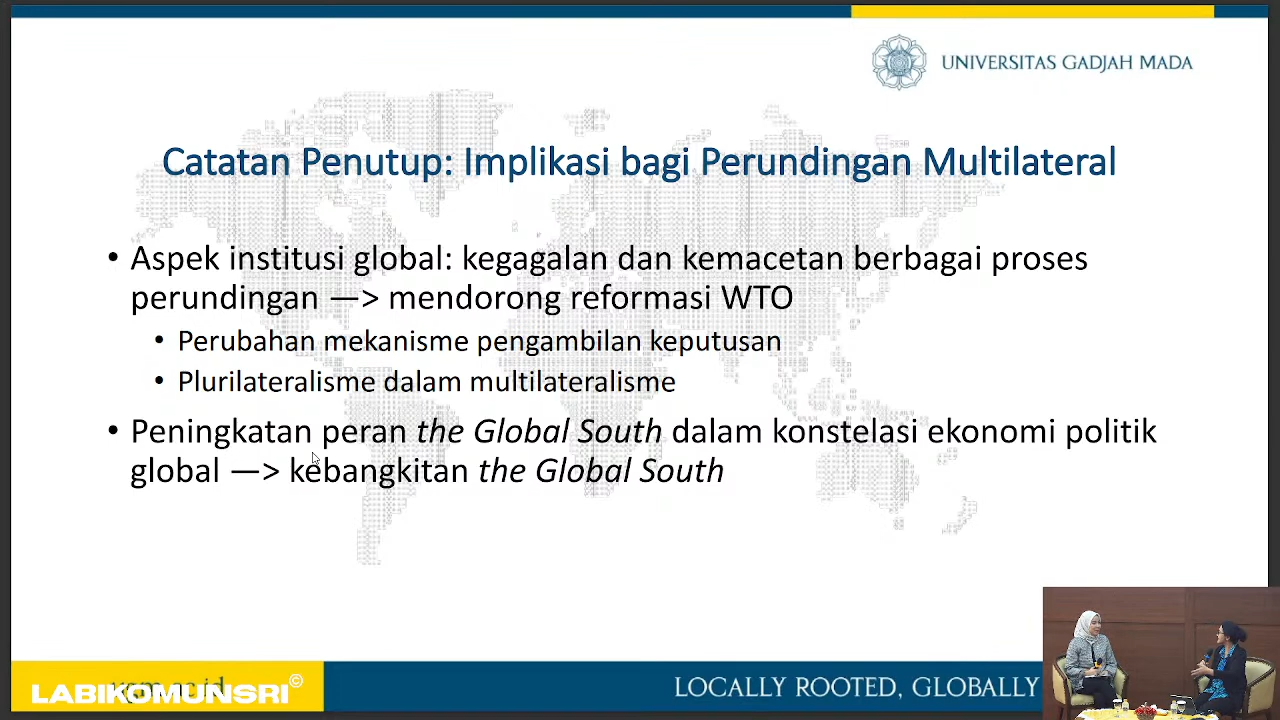 UNIVERSITAS GADJAH MADA
Catatan Penutup: Implikasi bagi Perundingan Multilateral
• Aspek institusi global: kegagalan dan kemacetan berbagai proses
perundingan —> mendorong reformasi WTO
• Perubahan mekanisme pengambilan keputusan
• Plurilateralisme dalam multilateralisme
• Peningkatan peran the Global South dalam konstelasi ekonomi politik
global —> kebangkitan the Global South
LABIKOMUNSRI©
LOCALLY ROOTED, GLOBALLY